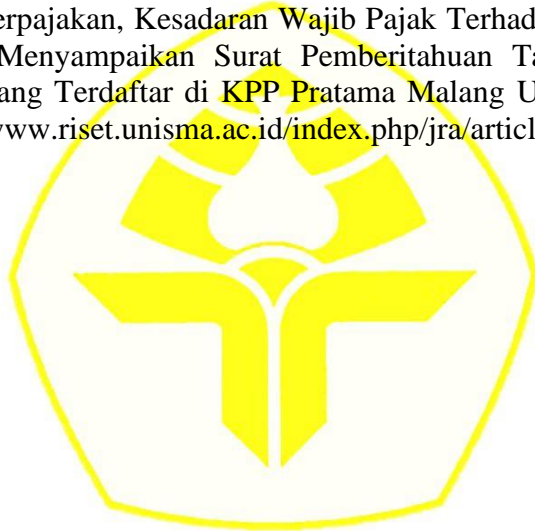 erpajakan, Kesadaran Wajib Pajak Terhad
Menyampaikan Surat Pemberitahuan Ta
ang Terdaftar di KPP Pratama Malang U
www.riset.unisma.ac.id/index.php/jra/articl